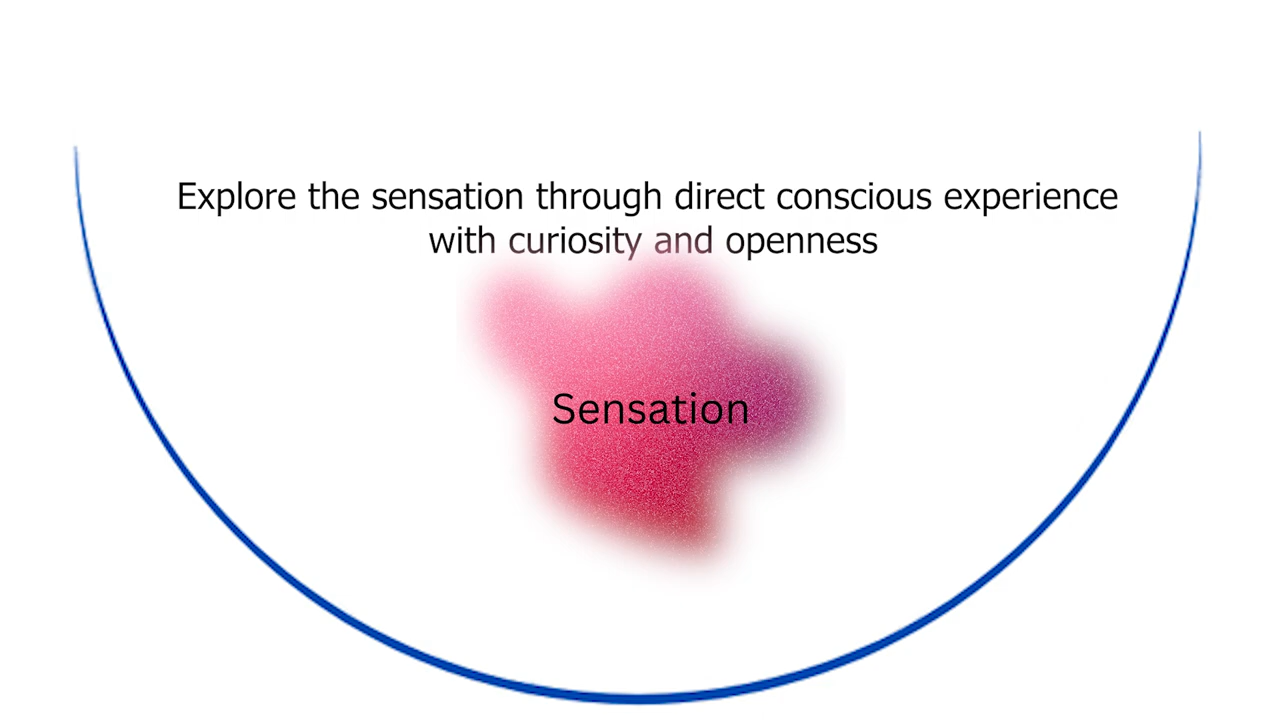 Explore the sensation through direct conscious experience
with curiosity and openness
Sensation